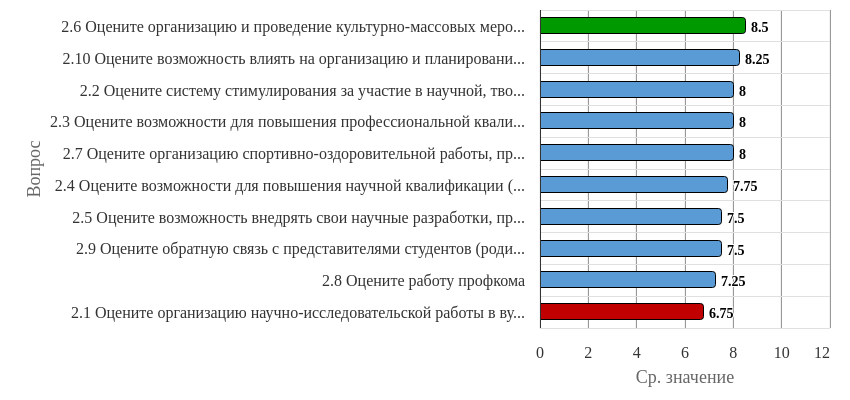 2.6 Оцените организацию и проведение культурно-массовых меро... 8.5
2.10 Оцените возможность влиять на организацию и планировани... 8.25
2.2 Оцените систему стимулирования за участие в научной, тво... 8
2.3 Оцените возможности для повышения профессиональной квали... 8
2.7 Оцените организацию спортивно-оздоровительной работы, пр... 8
2.4 Оцените возможности для повышения научной квалификации (... 7.75
2.5 Оцените возможность внедрять свои научные разработки, пр... 7.5
2.9 Оцените обратную связь с представителями студентов (роди... 7.5
2.8 Оцените работу профкома 7.25
2.1 Оцените организацию научно-исследовательской работы в ву... 6.75
Вопрос
0 2 4 6 8 10 12
Ср. значение